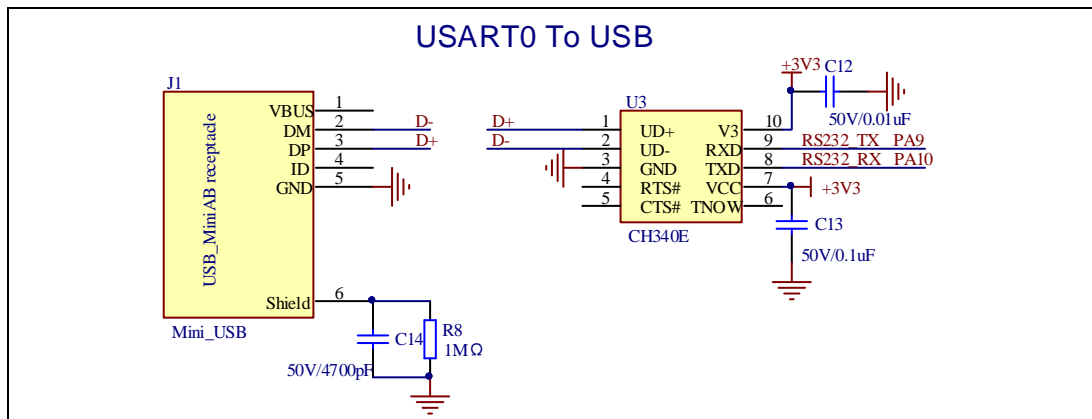 USART0 To USB
J1
USB_MiniAB receptacle
VBUS 1
DM 2 D-
DP 3 D+
ID 4
GND 5
Shield 6
Mini_USB
C14
50V/4700pF
R8
1MΩ
U3
D+ 1 UD+
D- 2 UD-
3 GND
4 RTS#
5 CTS#
V3 10
RXD 9 RS232_TX PA9
TXD 8 RS232_RX PA10
VCC 7 +3V3
TNOW 6
CH340E
+3V3
C12
50V/0.01uF
C13
50V/0.1uF